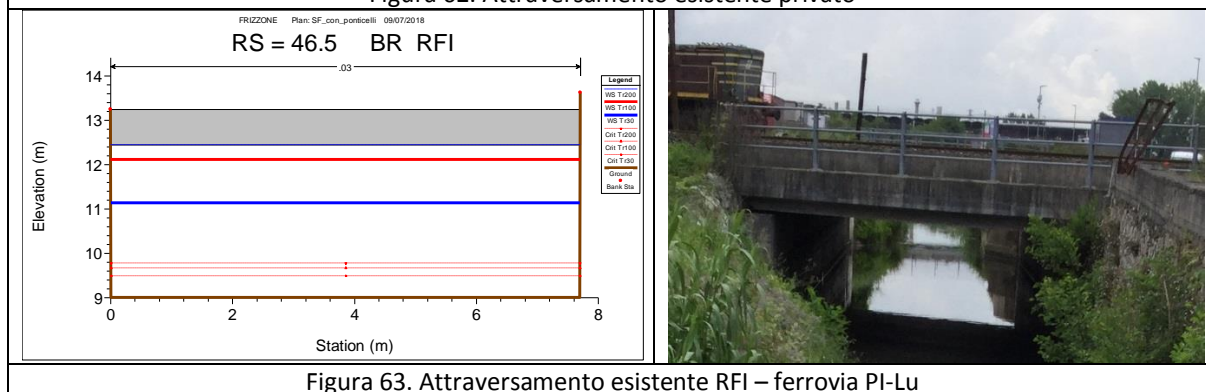 Figura 62. Attraversamento esistente privato
FRIZZONE Plan: SF_con_ponticelli 09/07/2018
RS = 46.5 BR RFI
.03
14
13
12
11
10
9
Elevation (m)
0
2
4
6
8
Station (m)
Legend
WS Tr200
WS Tr100
WS Tr30
Crit Tr200
Crit Tr100
Crit Tr30
Ground
Bank Sta
Figura 63. Attraversamento esistente RFI – ferrovia PI-Lu